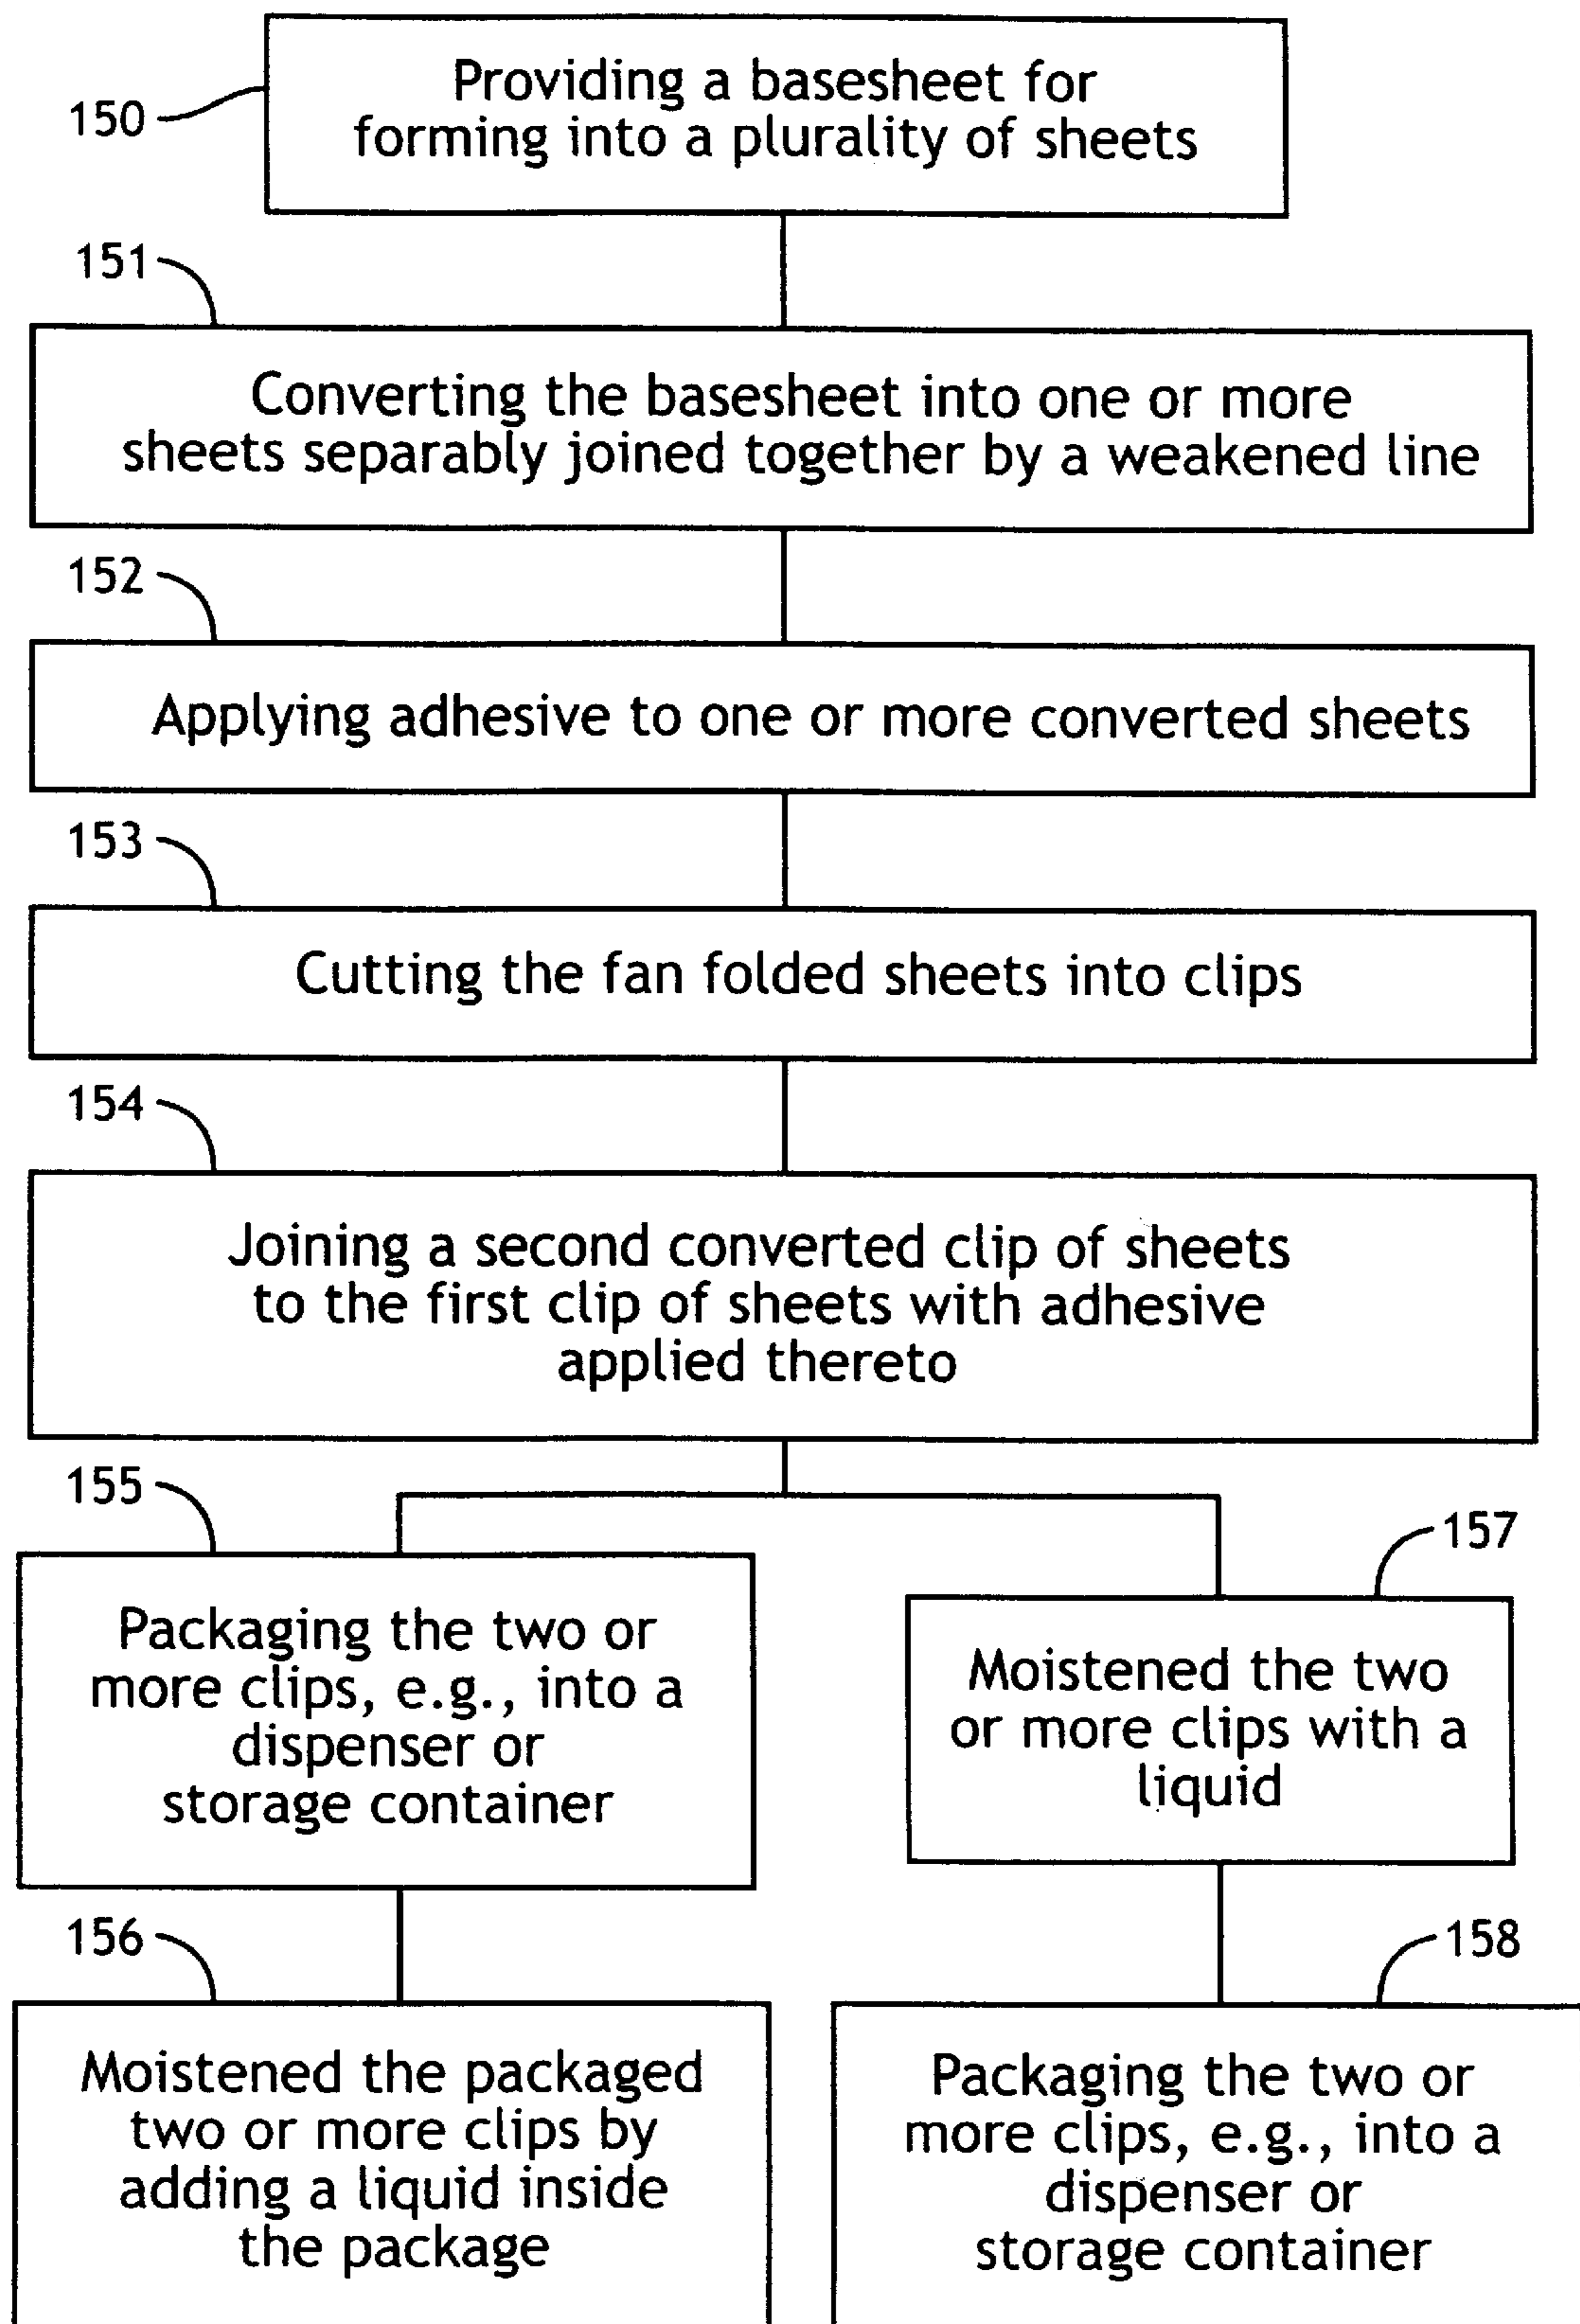 150
Providing a basesheet for
forming into a plurality of sheets
151
Converting the basesheet into one or more
sheets separably joined together by a weakened line
152
Applying adhesive to one or more converted sheets
153
Cutting the fan folded sheets into clips
154
Joining a second converted clip of sheets
to the first clip of sheets with adhesive
applied thereto
155
Packaging the two or
more clips, e.g., into a
dispenser or
storage container
157
Moistened the two
or more clips with a
liquid
156
Moistened the packaged
two or more clips by
adding a liquid inside
the package
158
Packaging the two or
more clips, e.g., into a
dispenser or
storage container